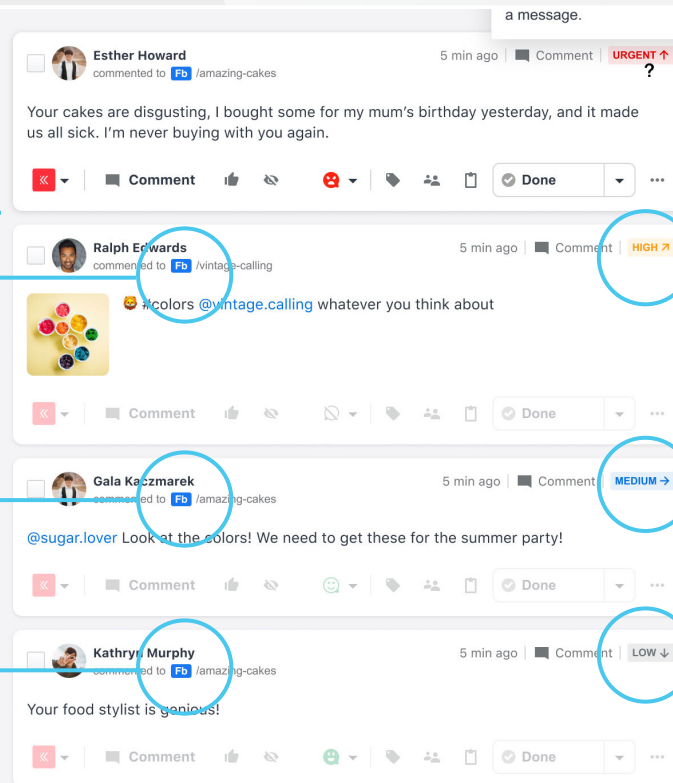 a message.
Esther Howard
5 min ago | Comment | URGENT ↑
commented to Fb /amazing-cakes
?
Your cakes are disgusting, I bought some for my mum’s birthday yesterday, and it made
us all sick. I’m never buying with you again.
Comment Done
Ralph Edwards
5 min ago | Comment | HIGH ↗
commented to Fb /vintage-calling
#colors @vintage.calling whatever you think about
Comment Done
Gala Kaczmarek
5 min ago | Comment | MEDIUM →
commented to Fb /amazing-cakes
@sugar.lover Look at the colors! We need to get these for the summer party!
Comment Done
Kathryn Murphy
5 min ago | Comment | LOW ↓
commented to Fb /amazing-cakes
Your food stylist is genious!
Comment Done